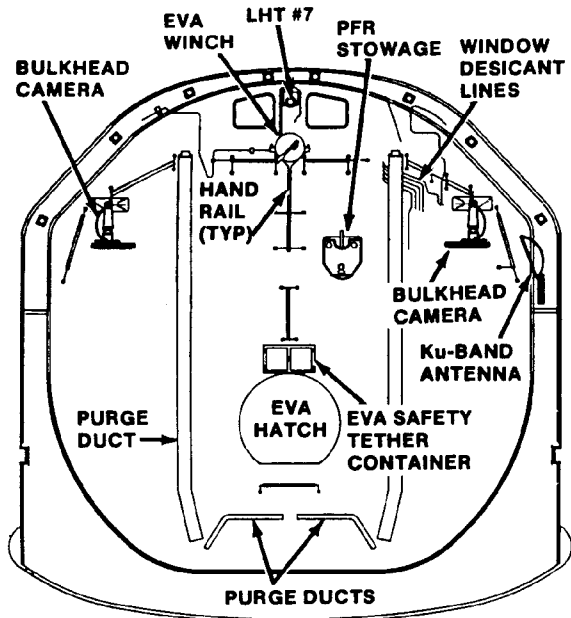 LHT #7
EVA
WINCH
PFR
STOWAGE
WINDOW
DESICANT
LINES
BULKHEAD
CAMERA
HAND
RAIL
(TYP)
BULKHEAD
CAMERA
Ku-BAND
ANTENNA
PURGE
DUCT
EVA
HATCH
EVA SAFETY
TETHER
CONTAINER
PURGE DUCTS